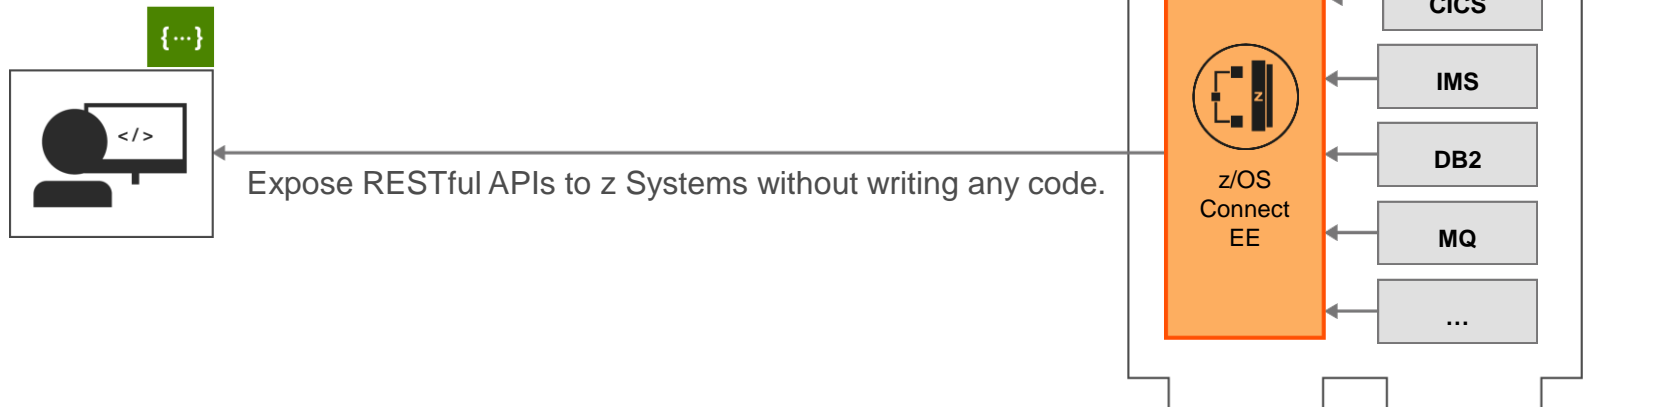 CICS
{...}
IMS
</>
z
DB2
Expose RESTful APIs to z Systems without writing any code.
z/OS
Connect
EE
MQ
...